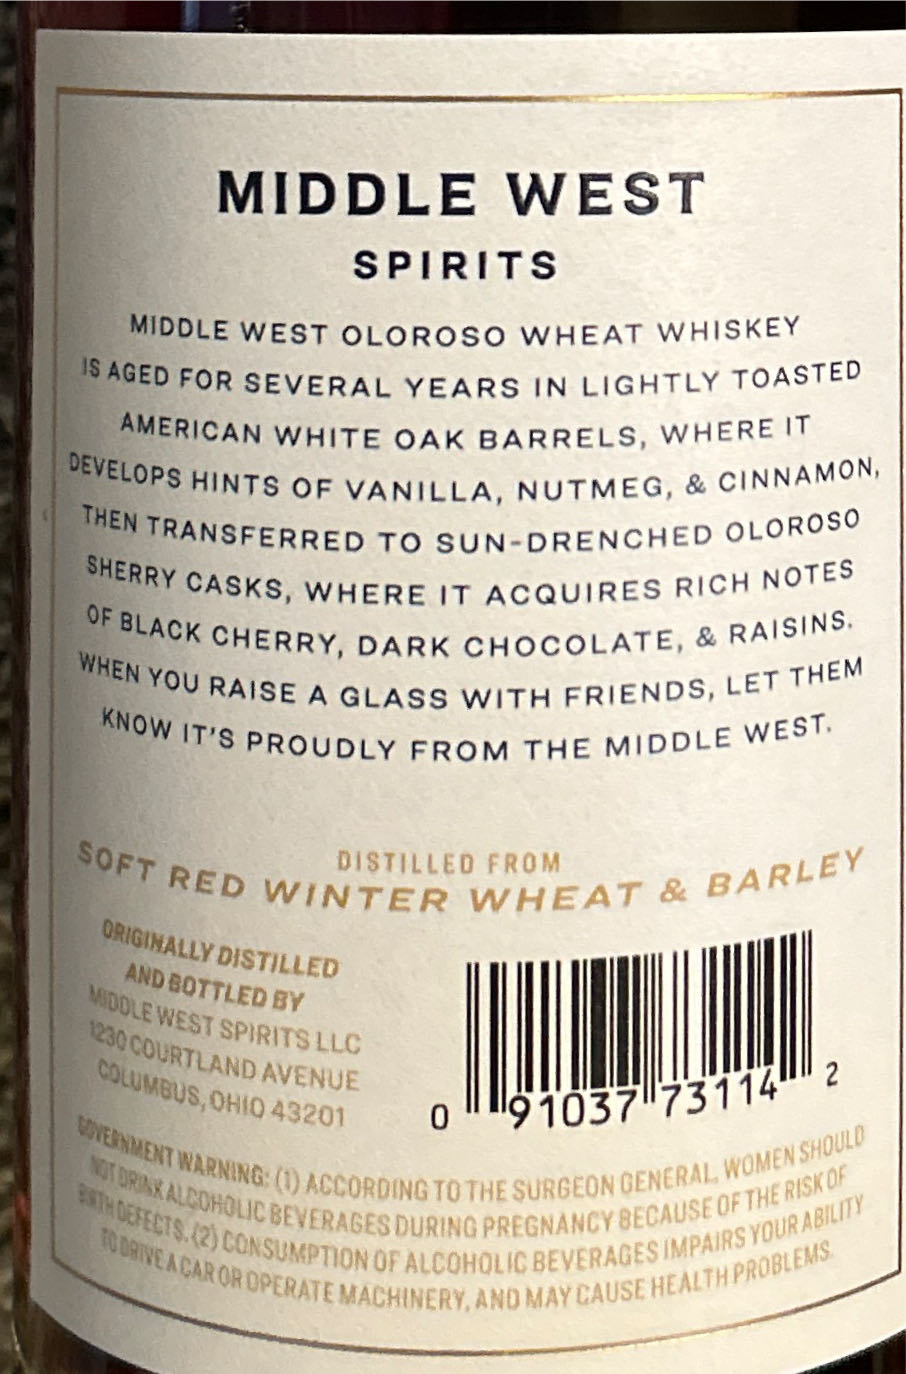 MIDDLE WEST
SPIRITS
MIDDLE WEST OLOROSO WHEAT WHISKEY
IS AGED FOR SEVERAL YEARS IN LIGHTLY TOASTED
AMERICAN WHITE OAK BARRELS, WHERE IT
DEVELOPS HINTS OF VANILLA, NUTMEG, & CINNAMON,
THEN TRANSFERRED TO SUN-DRENCHED OLOROSO
SHERRY CASKS, WHERE IT ACQUIRES RICH NOTES
OF BLACK CHERRY, DARK CHOCOLATE, & RAISINS.
WHEN YOU RAISE A GLASS WITH FRIENDS, LET THEM
KNOW IT'S PROUDLY FROM THE MIDDLE WEST.
DISTILLED FROM
SOFT RED WINTER WHEAT & BARLEY
ORIGINALLY DISTILLED
AND BOTTLED BY
MIDDLE WEST SPIRITS LLC
1230 COURTLAND AVENUE
COLUMBUS, OHIO 43201
0 91037 73114 2
GOVERNMENT WARNING: (1) ACCORDING TO THE SURGEON GENERAL, WOMEN SHOULD
NOT DRINK ALCOHOLIC BEVERAGES DURING PREGNANCY BECAUSE OF THE RISK OF
BIRTH DEFECTS. (2) CONSUMPTION OF ALCOHOLIC BEVERAGES IMPAIRS YOUR ABILITY
TO DRIVE A CAR OR OPERATE MACHINERY, AND MAY CAUSE HEALTH PROBLEMS.